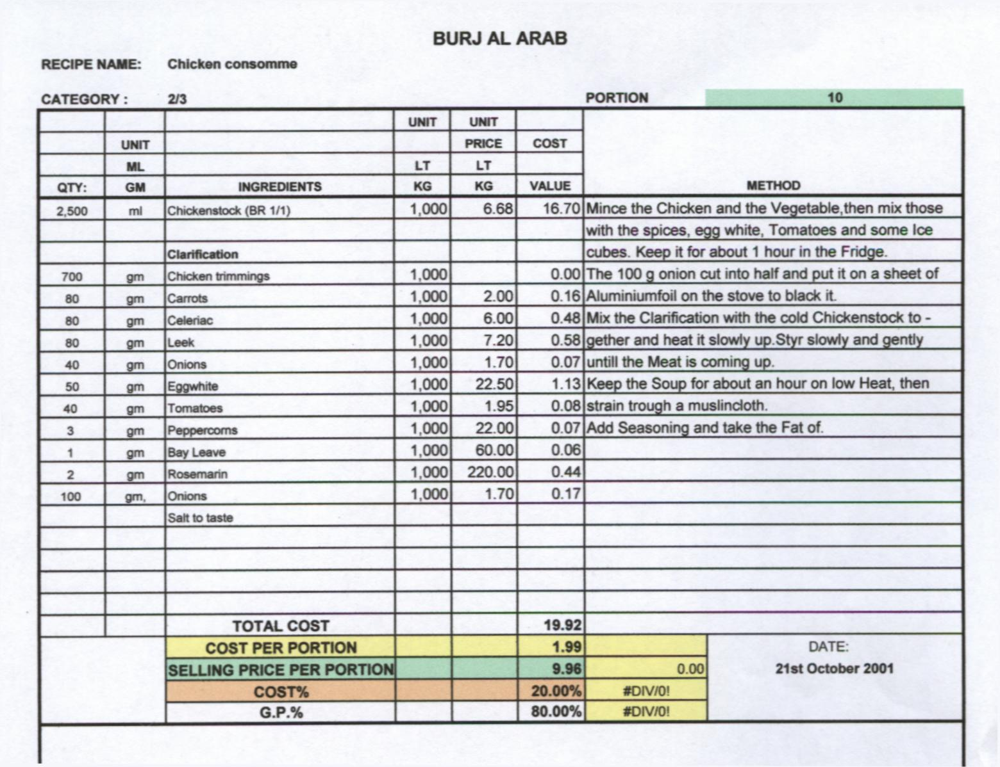 BURJ AL ARAB
RECIPE NAME: Chicken consomme
CATEGORY : 2/3 PORTION 10
UNIT UNIT
UNIT PRICE COST
ML LT LT
QTY: GM INGREDIENTS KG KG VALUE METHOD
2,500 ml Chickenstock (BR 1/1) 1,000 6.68 16.70 Mince the Chicken and the Vegetable,then mix those
with the spices, egg white, Tomatoes and some Ice
Clarification cubes. Keep it for about 1 hour in the Fridge.
700 gm Chicken trimmings 1,000 0.00 The 100 g onion cut into half and put it on a sheet of
80 gm Carrots 1,000 2.00 0.16 Aluminiumfoil on the stove to black it.
80 gm Celeriac 1,000 6.00 0.48 Mix the Clarification with the cold Chickenstock to -
80 gm Leek 1,000 7.20 0.58 gether and heat it slowly up.Styr slowly and gently
40 gm Onions 1,000 1.70 0.07 untill the Meat is coming up.
50 gm Eggwhite 1,000 22.50 1.13 Keep the Soup for about an hour on low Heat, then
40 gm Tomatoes 1,000 1.95 0.08 strain trough a muslincloth.
3 gm Peppercorns 1,000 22.00 0.07 Add Seasoning and take the Fat of.
1 gm Bay Leave 1,000 60.00 0.06
2 gm Rosemarin 1,000 220.00 0.44
100 gm, Onions 1,000 1.70 0.17
Salt to taste
TOTAL COST 19.92
COST PER PORTION 1.99 DATE:
SELLING PRICE PER PORTION 9.96 0.00 21st October 2001
COST% 20.00% #DIV/0!
G.P.% 80.00% #DIV/0!